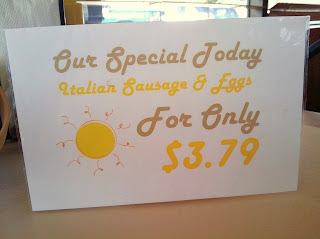 Our Special Today
Italian Sausage & Eggs
For Only
$3.79